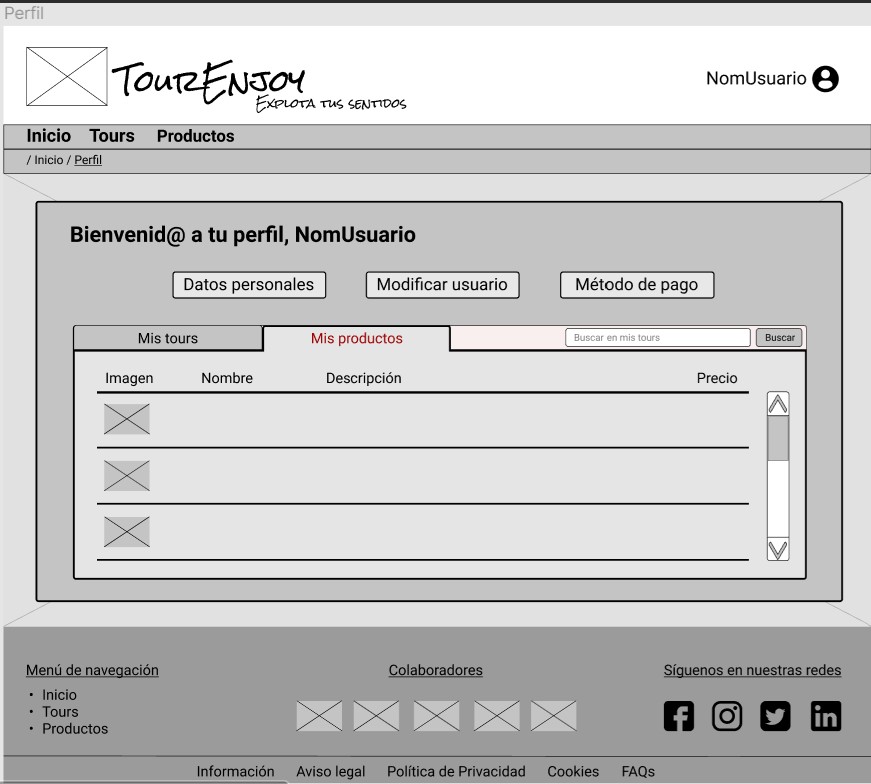 Perfil
TourEnjoy
Explota tus sentidos
NomUsuario
Inicio Tours Productos
/ Inicio / Perfil
Bienvenid@ a tu perfil, NomUsuario
Datos personales Modificar usuario Método de pago
Mis tours Mis productos Buscar en mis tours Buscar
Imagen Nombre Descripción Precio
Menú de navegación Colaboradores Síguenos en nuestras redes
• Inicio
• Tours
• Productos
Información Aviso legal Política de Privacidad Cookies FAQs